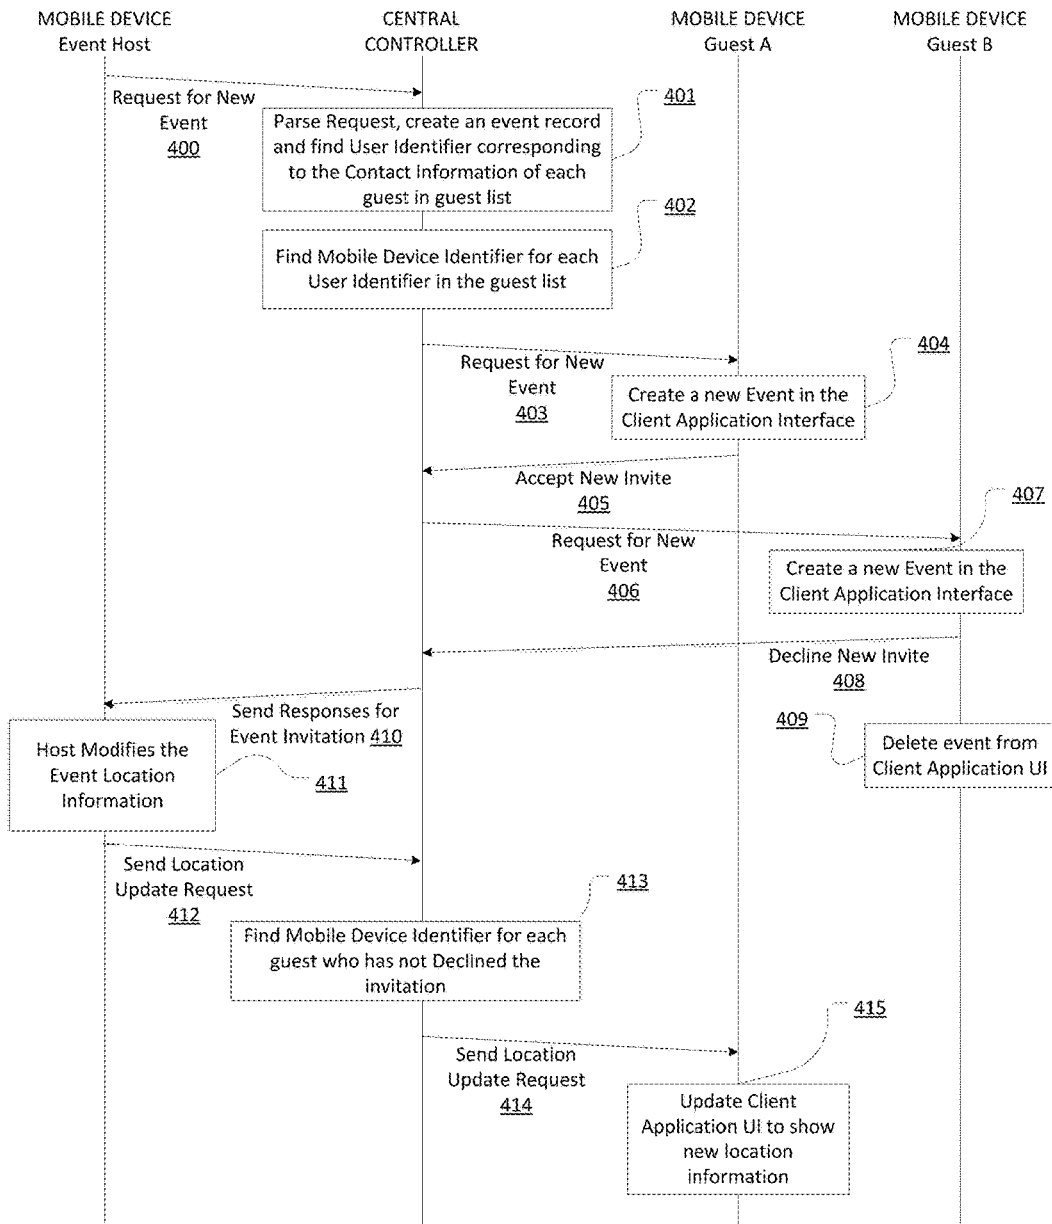 MOBILE DEVICE
Event Host
CENTRAL
CONTROLLER
MOBILE DEVICE
Guest A
MOBILE DEVICE
Guest B
Request for New
Event
400
401
Parse Request, create an event record
and find User Identifier corresponding
to the Contact Information of each
guest in guest list
402
Find Mobile Device Identifier for each
User Identifier in the guest list
Request for New
Event
403
404
Create a new Event in the
Client Application Interface
Accept New Invite
405
407
Request for New
Event
406
Create a new Event in the
Client Application Interface
Decline New Invite
408
Send Responses for
Event Invitation 410
409
Delete event from
Client Application UI
Host Modifies the
Event Location
Information
411
Send Location
Update Request
412
413
Find Mobile Device Identifier for each
guest who has not Declined the
invitation
Send Location
Update Request
414
415
Update Client
Application UI to show
new location
information